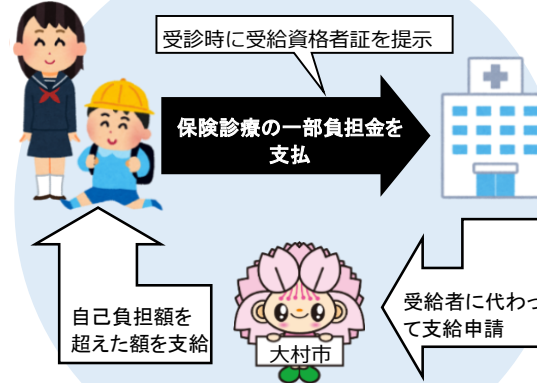 受診時に受給資格者証を提示
保険診療の一部負担金を
支払
自己負担額を
超えた額を支給
大村市
受給者に代わっ
て支給申請